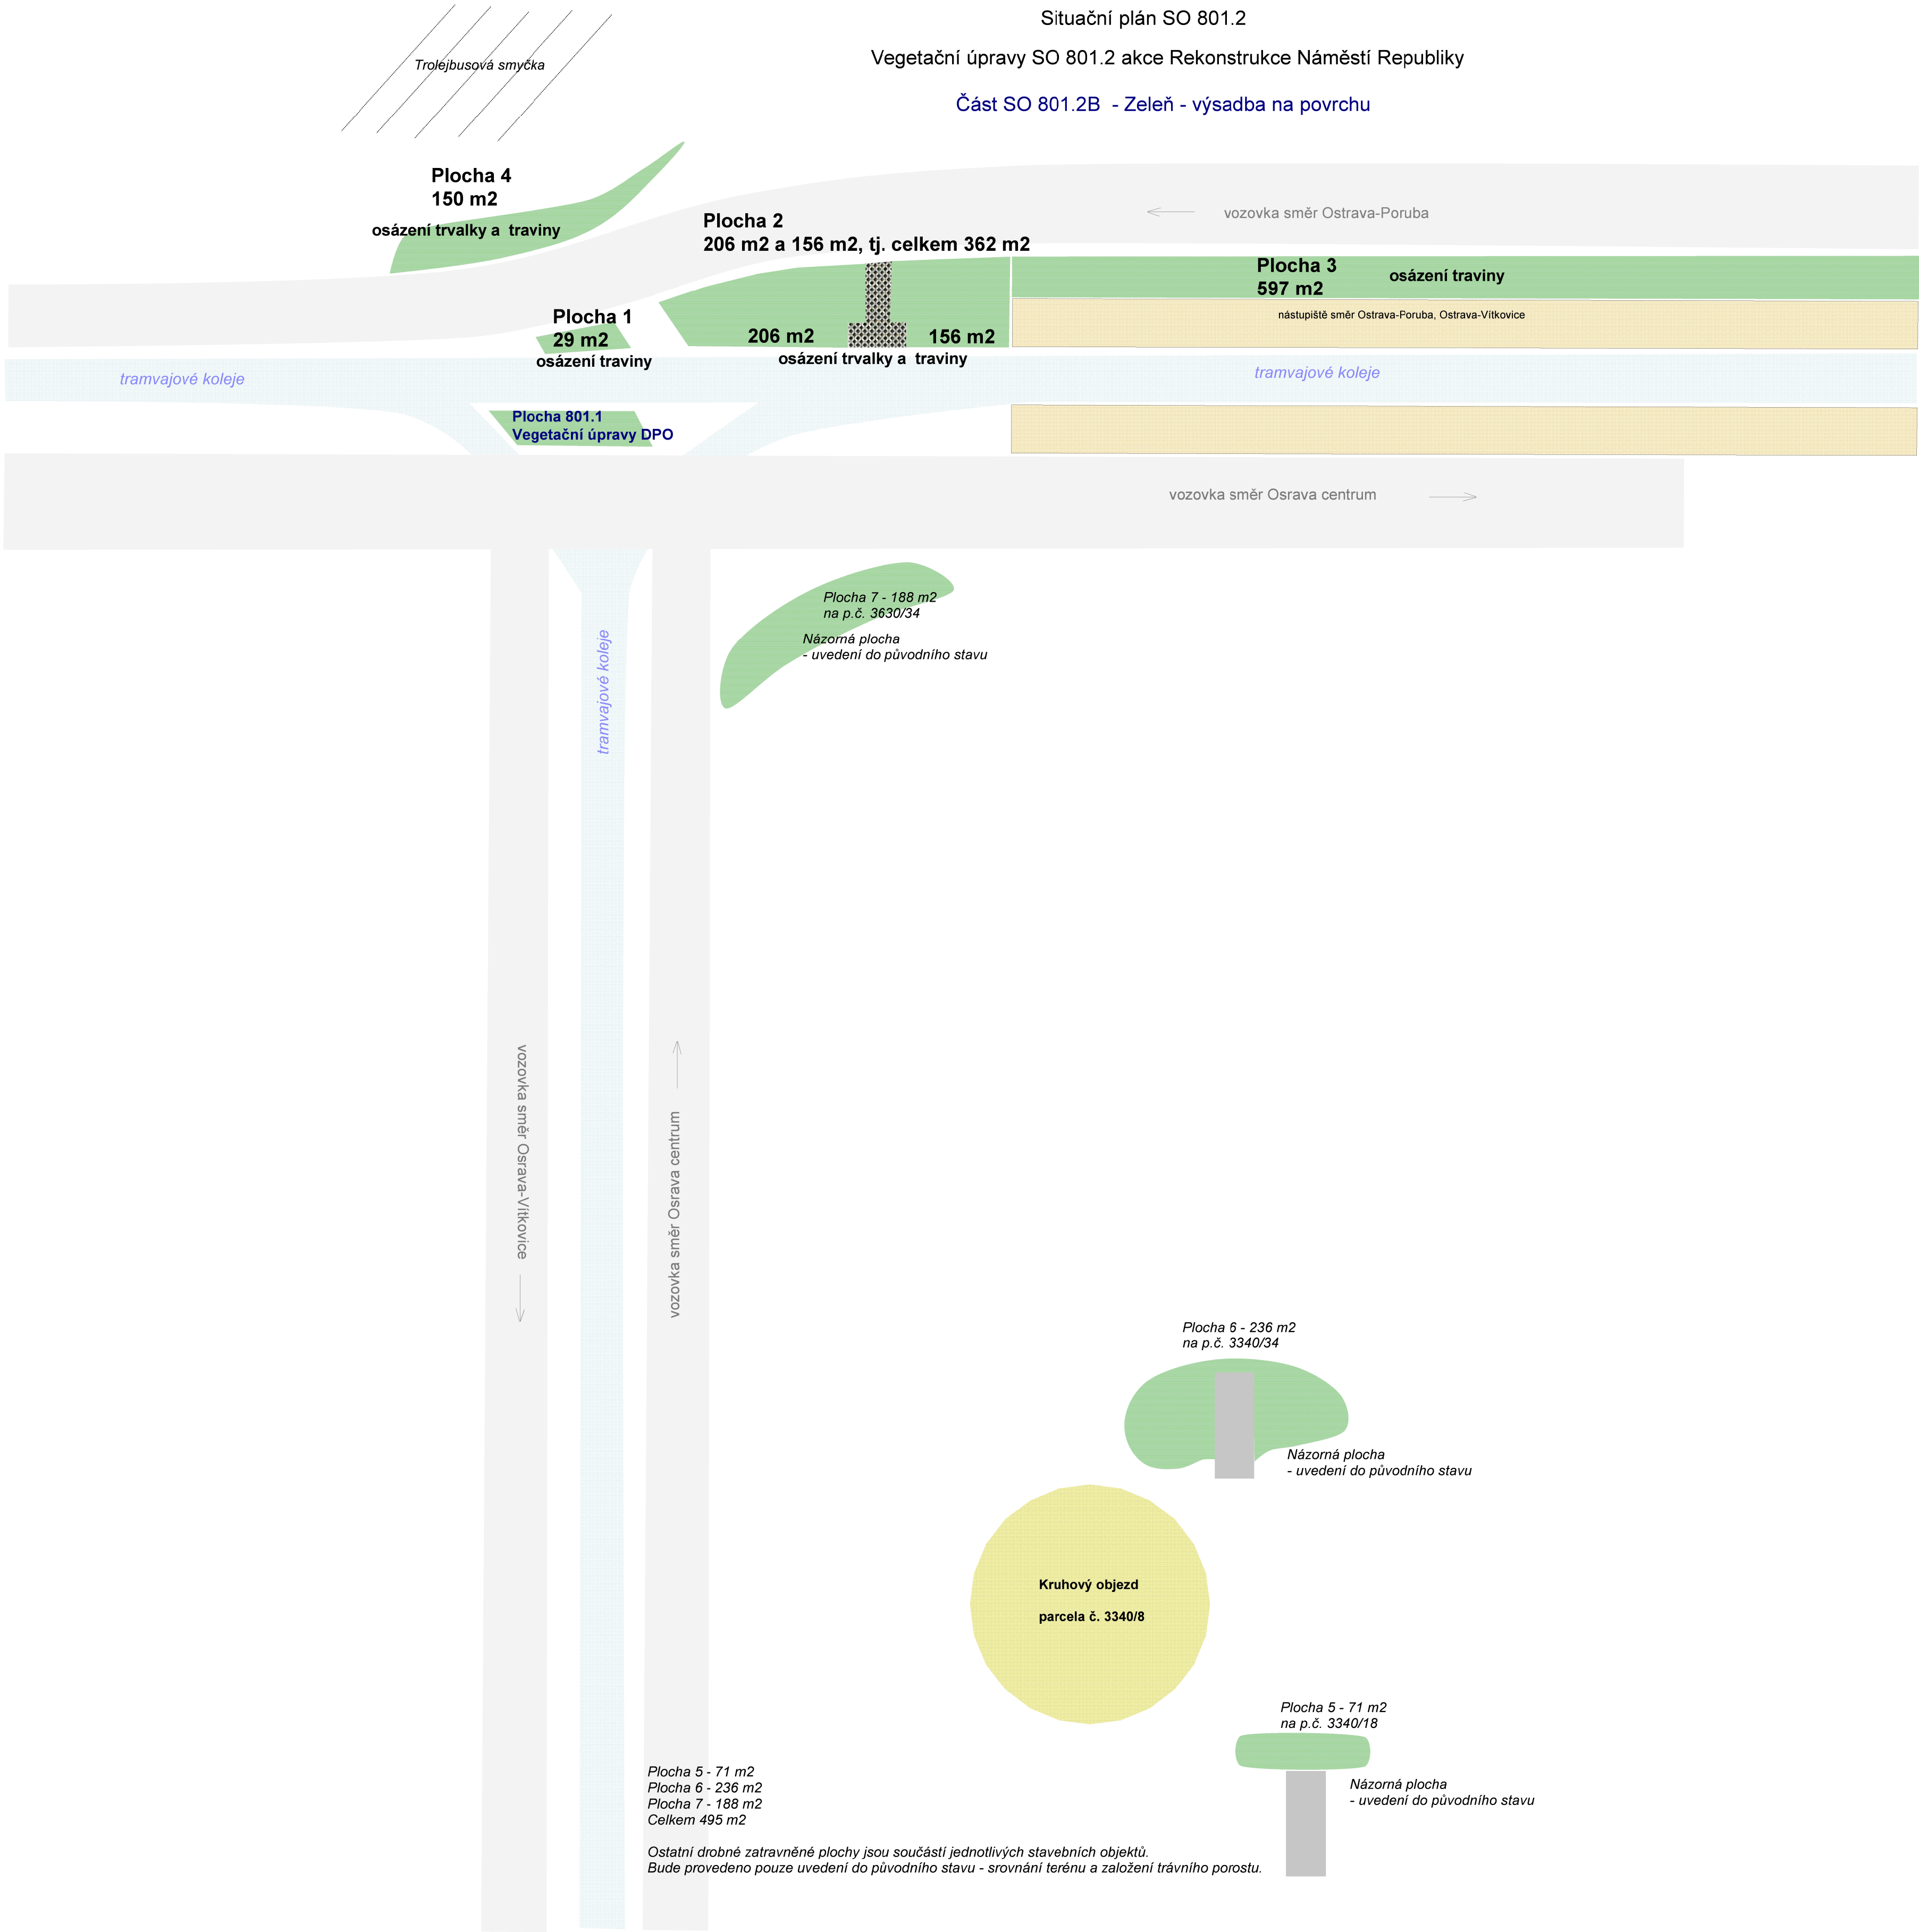 Situační plán SO 801.2
Vegetační úpravy SO 801.2 akce Rekonstrukce Náměstí Republiky
Část SO 801.2B - Zeleň - výsadba na povrchu
Trolejbusová smyčka
Plocha 4
150 m2
osázení trvalky a traviny
Plocha 2
206 m2 a 156 m2, tj. celkem 362 m2
vozovka směr Ostrava-Poruba
Plocha 3
597 m2
osázení traviny
nástupiště směr Ostrava-Poruba, Ostrava-Vítkovice
Plocha 1
29 m2
osázení traviny
206 m2
156 m2
osázení trvalky a traviny
tramvajové koleje
tramvajové koleje
Plocha 801.1
Vegetační úpravy DPO
vozovka směr Osrava centrum
Plocha 7 - 188 m2
na p.č. 3630/34
Názorná plocha
- uvedení do původního stavu
tramvajové koleje
vozovka směr Osrava-Vítkovice
vozovka směr Osrava centrum
Plocha 6 - 236 m2
na p.č. 3340/34
Názorná plocha
- uvedení do původního stavu
Kruhový objezd
parcela č. 3340/8
Plocha 5 - 71 m2
na p.č. 3340/18
Názorná plocha
- uvedení do původního stavu
Plocha 5 - 71 m2
Plocha 6 - 236 m2
Plocha 7 - 188 m2
Celkem 495 m2
Ostatní drobné zatravněné plochy jsou součástí jednotlivých stavebních objektů.
Bude provedeno pouze uvedení do původního stavu - srovnání terénu a založení trávního porostu.